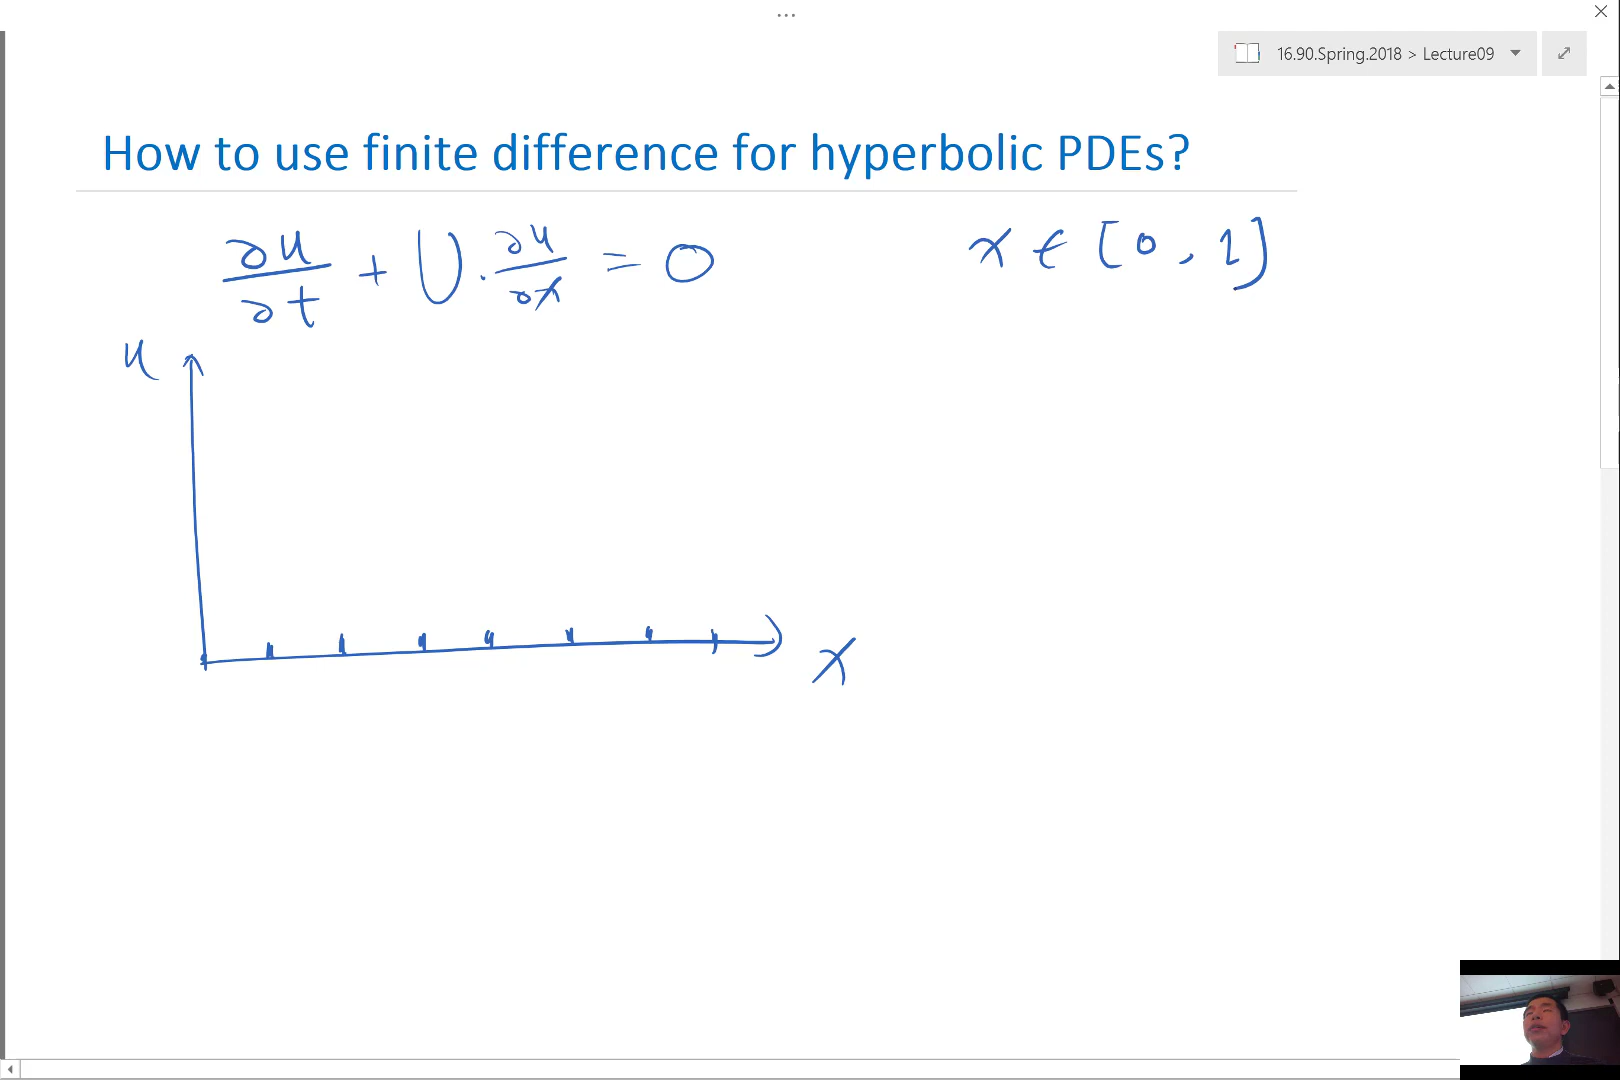 16.90.Spring.2018 > Lecture09
How to use finite difference for hyperbolic PDEs?
∂u/∂t + U · ∂u/∂x = 0
x ∈ [0, 1]
u
x